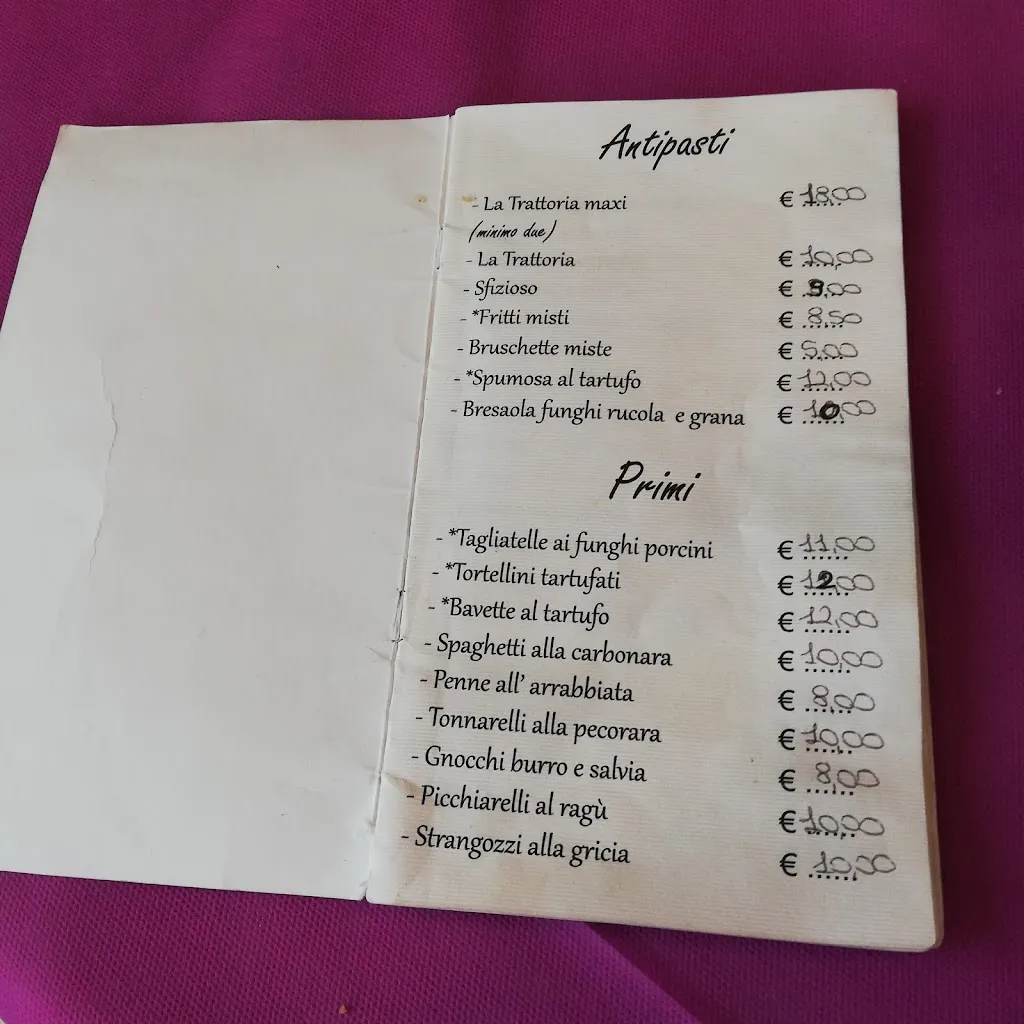 Antipasti
- La Trattoria maxi € 18,00
(minimo due)
- La Trattoria € 10,00
- Sfizioso € 9,00
- *Fritti misti € 8,50
- Bruschette miste € 5,00
- *Spumosa al tartufo € 12,00
- Bresaola funghi rucola e grana € 10,00
Primi
- *Tagliatelle ai funghi porcini € 11,00
- *Tortellini tartufati € 12,00
- *Bavette al tartufo € 12,00
- Spaghetti alla carbonara € 10,00
- Penne all' arrabbiata € 8,00
- Tonnarelli alla pecorara € 10,00
- Gnocchi burro e salvia € 8,00
- Picchiarelli al ragù € 10,00
- Strangozzi alla gricia € 10,00